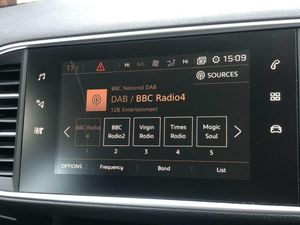 17°c Hi A/C Hi 15:09
SOURCES
BBC National DAB
DAB / BBC Radio4
12B Entertainment
BBC Radio 4 1
BBC Radio2 2
Virgin Radio 3
Times Radio 4
Magic Soul 5
OPTIONS Frequency Band List